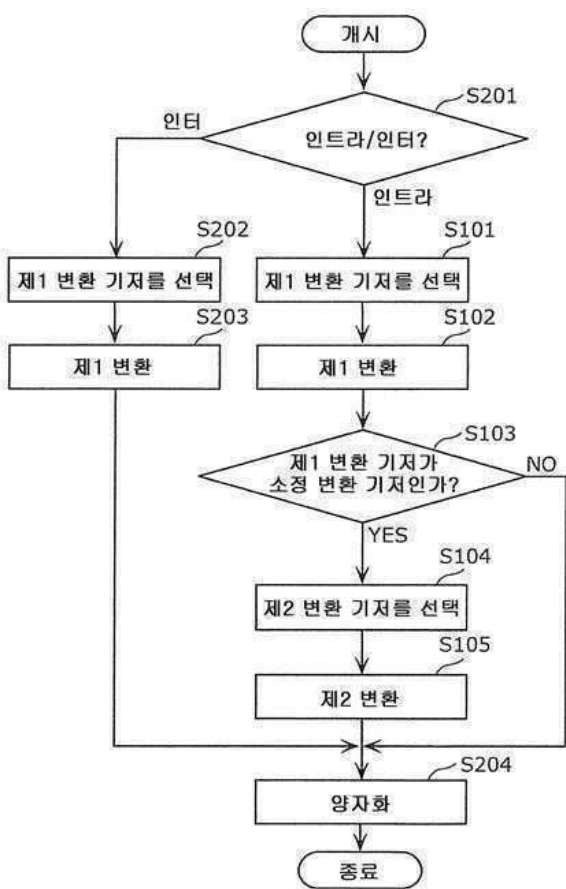 개시
S201
인터
인트라/인터?
인트라
S202
S101
제1 변환 기저를 선택
제1 변환 기저를 선택
S203
S102
제1 변환
제1 변환
S103
제1 변환 기저가
소정 변환 기저인가?
NO
YES
S104
제2 변환 기저를 선택
S105
제2 변환
S204
양자화
종료